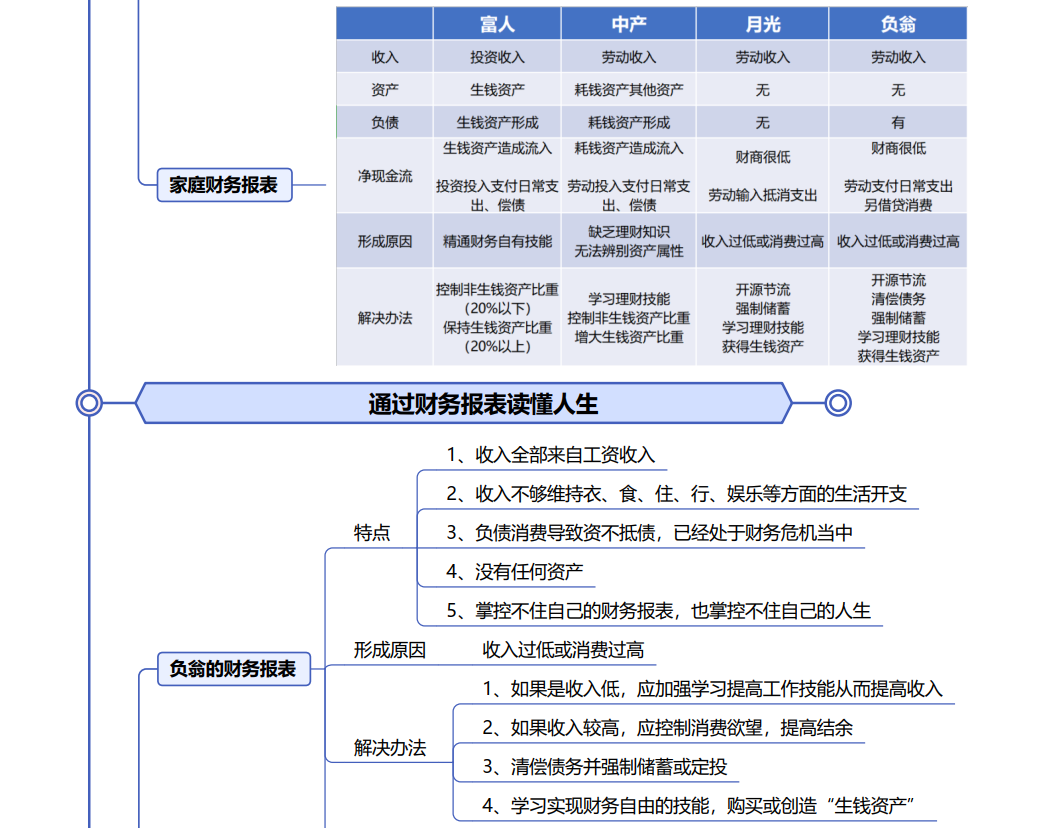 富人 中产 月光 负翁
收入 投资收入 劳动收入 劳动收入 劳动收入
资产 生钱资产 耗钱资产其他资产 无 无
负债 生钱资产形成 耗钱资产形成 无 有
净现金流
生钱资产造成流入
投资投入支付日常支
出、偿债
耗钱资产造成流入
劳动投入支付日常支
出、偿债
财商很低
劳动输入抵消支出
财商很低
劳动支付日常支出
另借贷消费
形成原因
精通财务自有技能
缺乏理财知识
无法辨别资产属性
收入过低或消费过高
收入过低或消费过高
解决办法
控制非生钱资产比重
(20%以下)
保持生钱资产比重
(20%以上)
学习理财技能
控制非生钱资产比重
增大生钱资产比重
开源节流
强制储蓄
学习理财技能
获得生钱资产
开源节流
清偿债务
强制储蓄
学习理财技能
获得生钱资产
家庭财务报表
通过财务报表读懂人生
负翁的财务报表
特点
1、收入全部来自工资收入
2、收入不够维持衣、食、住、行、娱乐等方面的生活开支
3、负债消费导致资不抵债，已经处于财务危机当中
4、没有任何资产
5、掌控不住自己的财务报表，也掌控不住自己的人生
形成原因
收入过低或消费过高
解决办法
1、如果是收入低，应加强学习提高工作技能从而提高收入
2、如果收入较高，应控制消费欲望，提高结余
3、清偿债务并强制储蓄或定投
4、学习实现财务自由的技能，购买或创造“生钱资产”